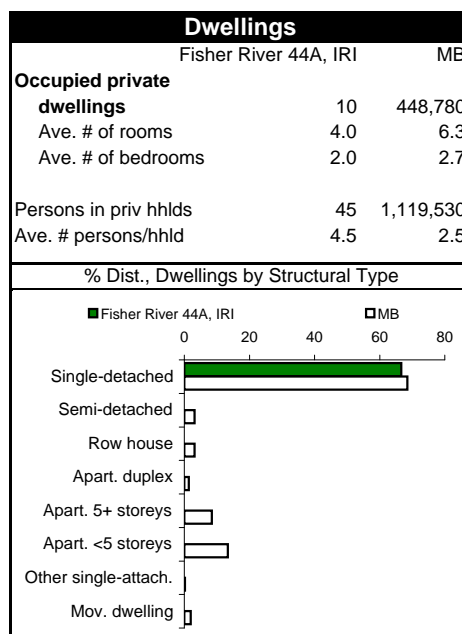 Dwellings
Fisher River 44A, IRI MB
Occupied private
dwellings 10 448,780
Ave. # of rooms 4.0 6.3
Ave. # of bedrooms 2.0 2.7
Persons in priv hhlds 45 1,119,530
Ave. # persons/hhld 4.5 2.5
% Dist., Dwellings by Structural Type
Fisher River 44A, IRI MB
0 20 40 60 80
Single-detached
Semi-detached
Row house
Apart. duplex
Apart. 5+ storeys
Apart. <5 storeys
Other single-attach.
Mov. dwelling